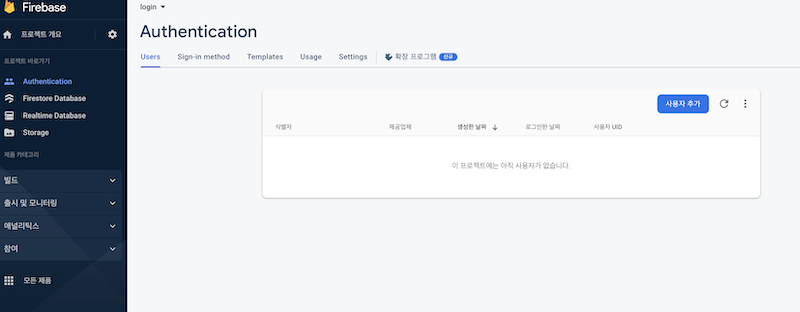 Firebase
프로젝트 개요
프로젝트 바로가기
Authentication
Firestore Database
Realtime Database
Storage
제품 카테고리
빌드
출시 및 모니터링
애널리틱스
참여
모든 제품
login
Authentication
Users
Sign-in method
Templates
Usage
Settings
확장 프로그램 신규
사용자 추가
식별자
제공업체
생성한 날짜
로그인한 날짜
사용자 UID
이 프로젝트에는 아직 사용자가 없습니다.